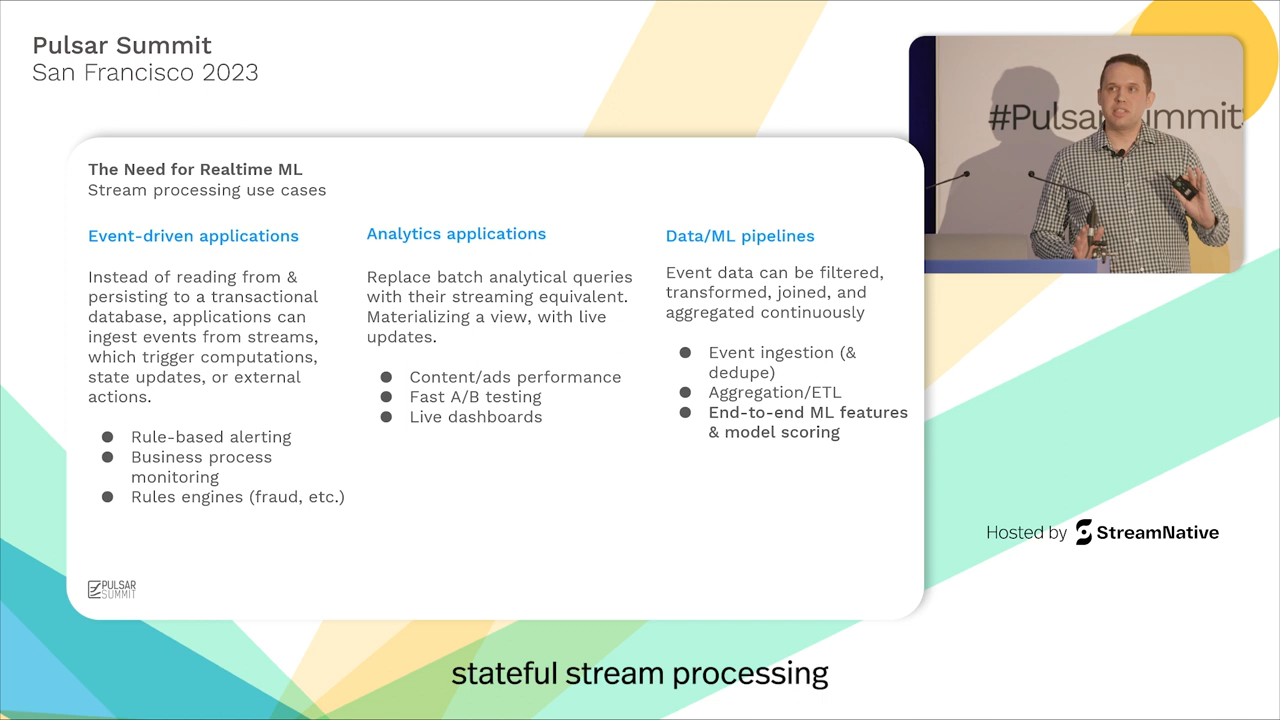 Pulsar Summit
San Francisco 2023
#PulsarSummit
The Need for Realtime ML
Stream processing use cases
Event-driven applications
Instead of reading from &
persisting to a transactional
database, applications can
ingest events from streams,
which trigger computations,
state updates, or external
actions.
● Rule-based alerting
● Business process
monitoring
● Rules engines (fraud, etc.)
Analytics applications
Replace batch analytical queries
with their streaming equivalent.
Materializing a view, with live
updates.
● Content/ads performance
● Fast A/B testing
● Live dashboards
Data/ML pipelines
Event data can be filtered,
transformed, joined, and
aggregated continuously
● Event ingestion (&
dedupe)
● Aggregation/ETL
● End-to-end ML features
& model scoring
PULSAR
SUMMIT
Hosted by StreamNative
stateful stream processing